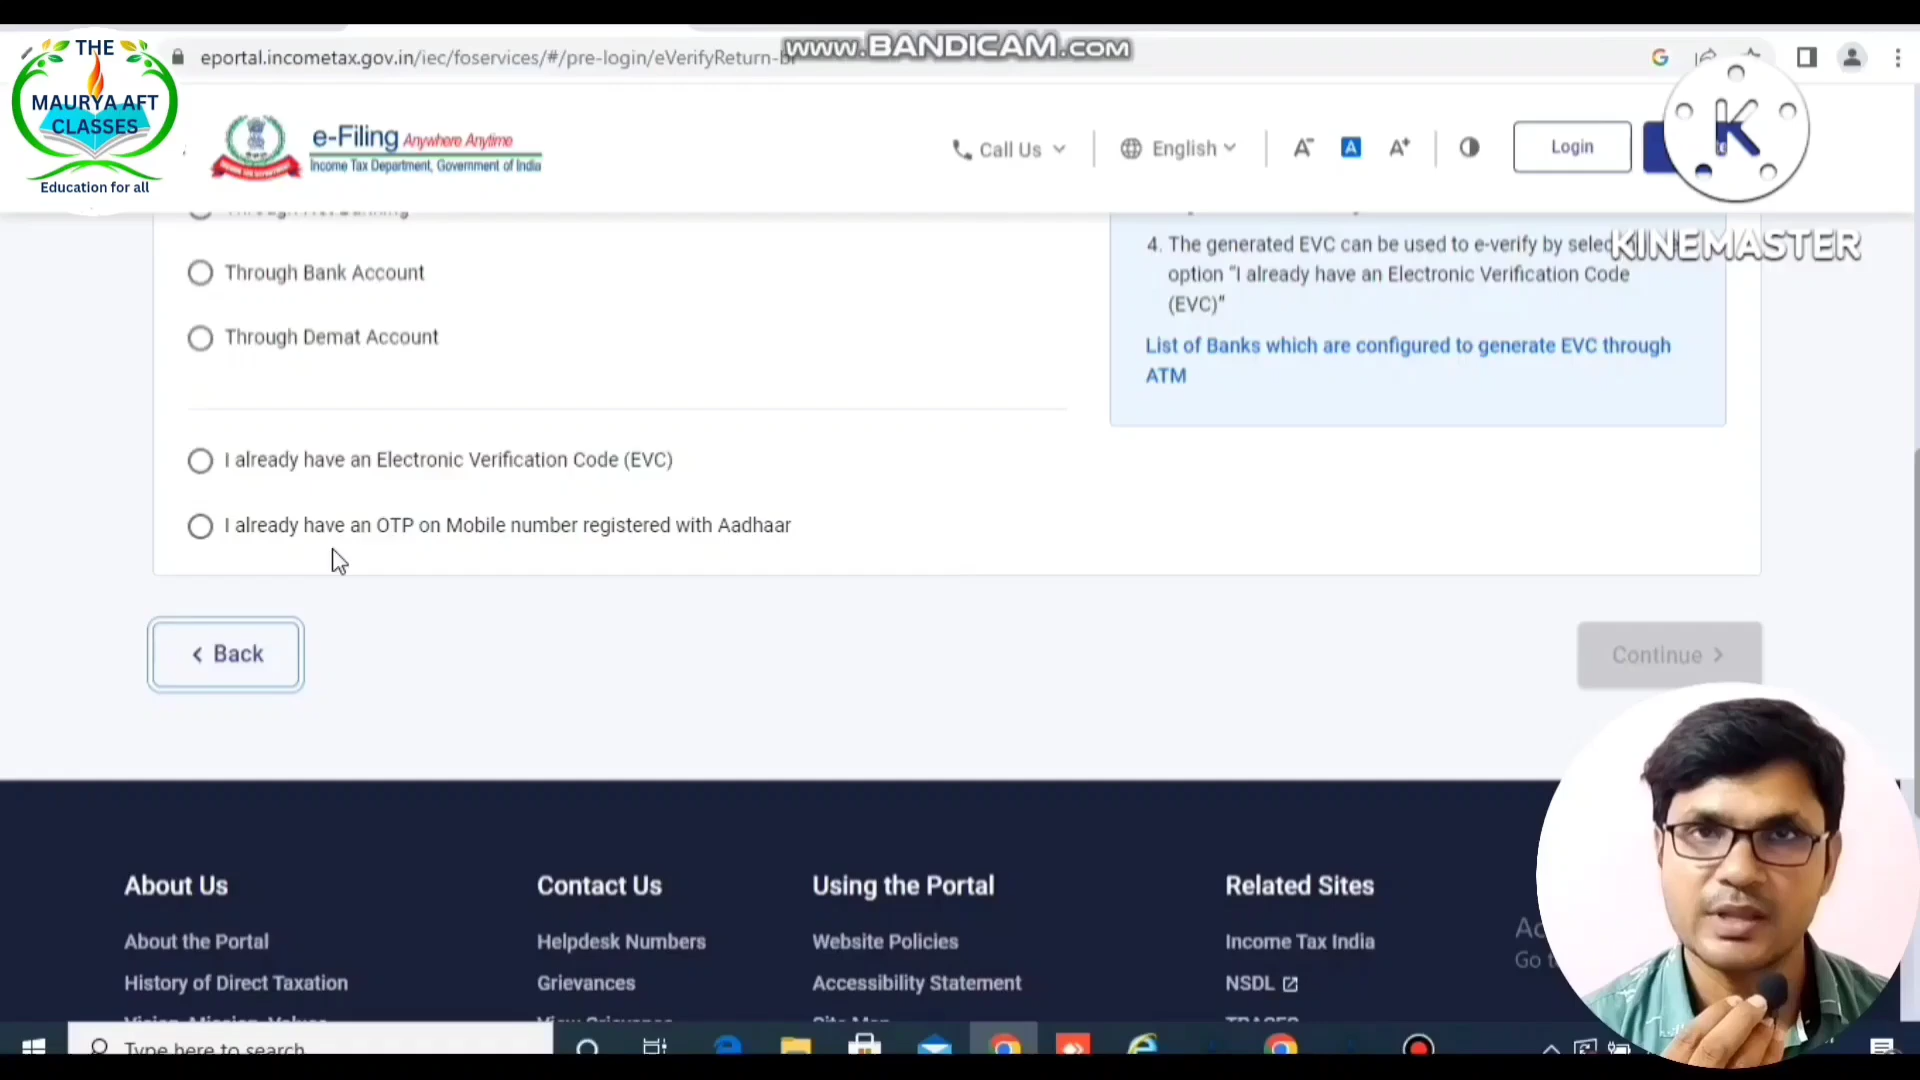 www.BANDICAM.com
eportal.incometax.gov.in/iec/foservices/#/pre-login/eVerifyReturn-
THE
MAURYA AFT
CLASSES
Education for all
e-Filing Anywhere Anytime
Income Tax Department, Government of India
Call Us
English
A-
A
A+
Login
K
KINEMASTER
Through Bank Account
Through Demat Account
I already have an Electronic Verification Code (EVC)
I already have an OTP on Mobile number registered with Aadhaar
4. The generated EVC can be used to e-verify by
option “I already have an Electronic Verification Code
(EVC)”
List of Banks which are configured to generate EVC through
ATM
Back
Continue
About Us
About the Portal
History of Direct Taxation
Contact Us
Helpdesk Numbers
Grievances
Using the Portal
Website Policies
Accessibility Statement
Related Sites
Income Tax India
NSDL
Type here to search